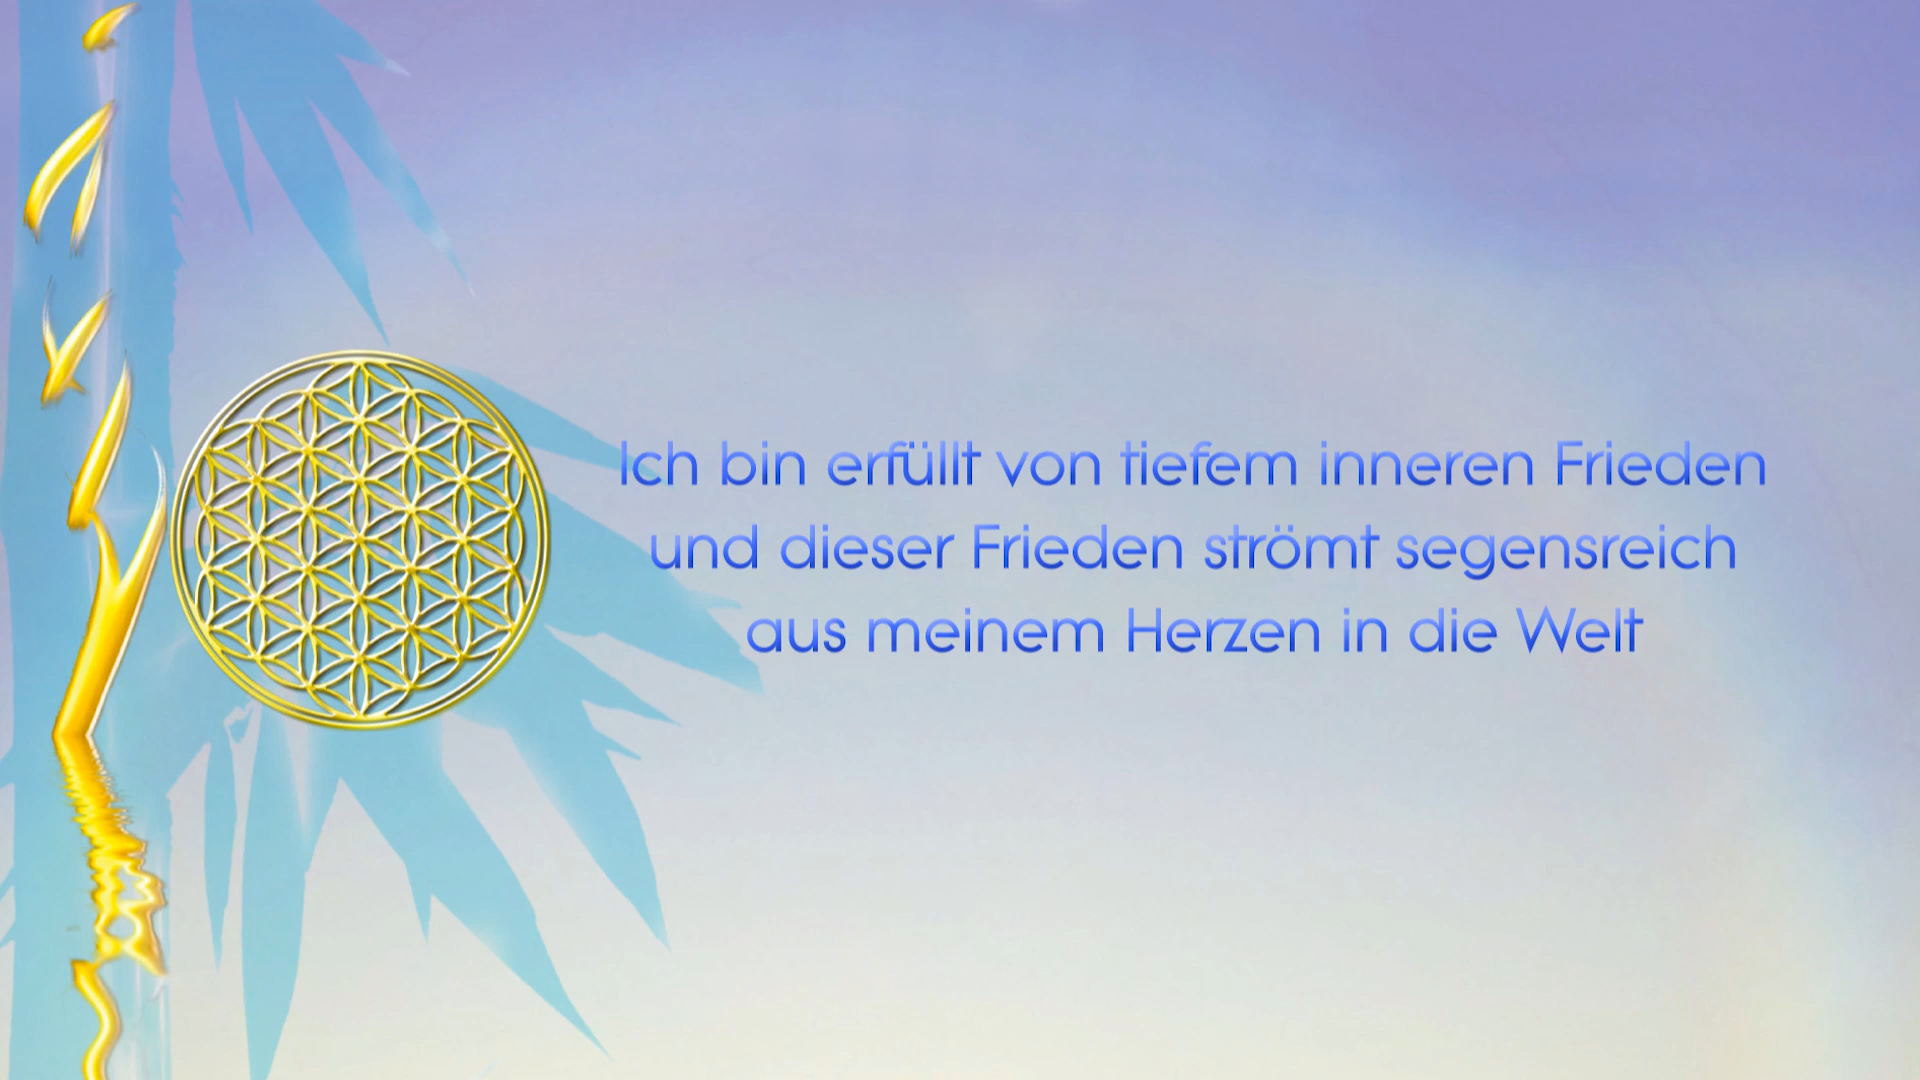 Ich bin erfüllt von tiefem inneren Frieden
und dieser Frieden strömt segensreich
aus meinem Herzen in die Welt